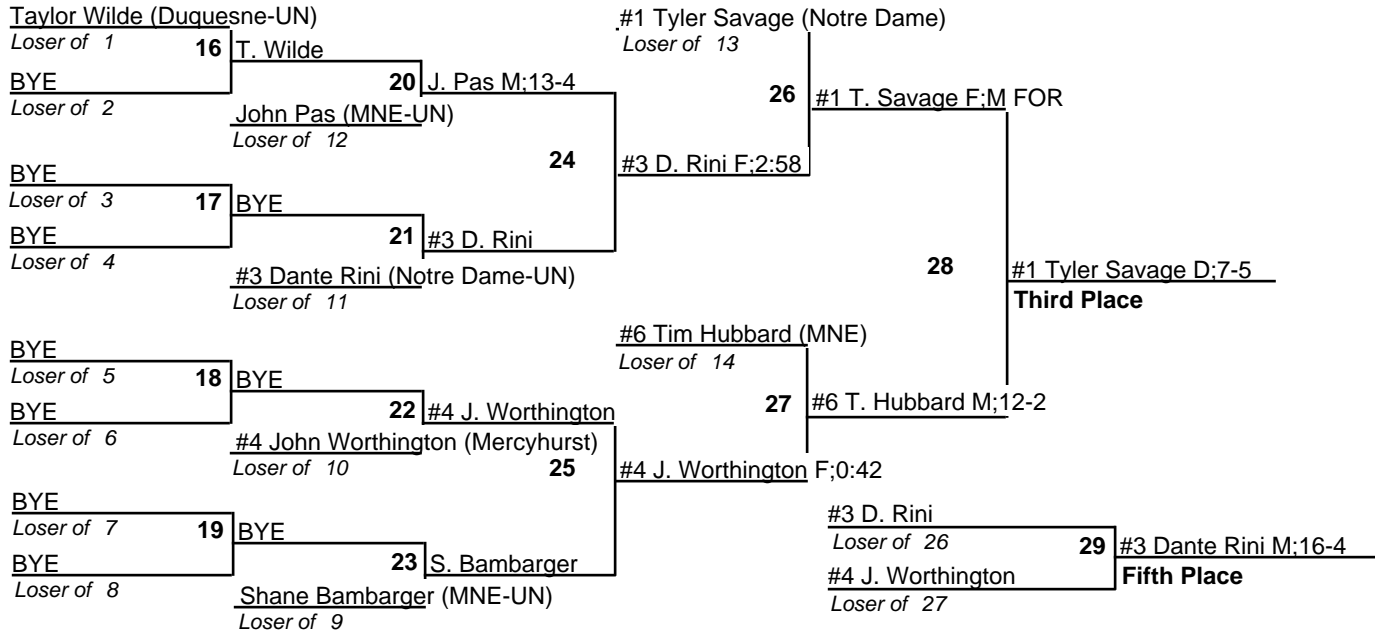 Taylor Wilde (Duquesne-UN)
Loser of 1
16
T. Wilde
BYE
Loser of 2
20
J. Pas M;13-4
John Pas (MNE-UN)
Loser of 12
24
#3 D. Rini F;2:58
BYE
Loser of 3
17
BYE
BYE
Loser of 4
21
#3 D. Rini
#3 Dante Rini (Notre Dame-UN)
Loser of 11
#1 Tyler Savage (Notre Dame)
Loser of 13
26
#1 T. Savage F;M FOR
28
#1 Tyler Savage D;7-5
Third Place
BYE
Loser of 5
18
BYE
BYE
Loser of 6
22
#4 J. Worthington
#4 John Worthington (Mercyhurst)
Loser of 10
25
#4 J. Worthington F;0:42
BYE
Loser of 7
19
BYE
BYE
Loser of 8
23
S. Bambarger
Shane Bambarger (MNE-UN)
Loser of 9
#6 Tim Hubbard (MNE)
Loser of 14
27
#6 T. Hubbard M;12-2
#3 D. Rini
Loser of 26
29
#3 Dante Rini M;16-4
#4 J. Worthington
Fifth Place
Loser of 27